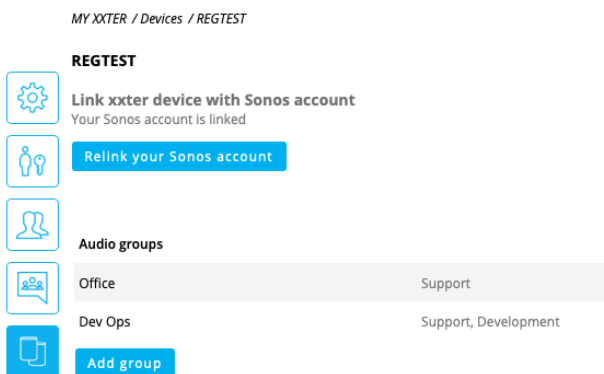 MY XXTER / Devices / REGTEST
REGTEST
Link xxter device with Sonos account
Your Sonos account is linked
Relink your Sonos account
Audio groups
Office Support
Dev Ops Support, Development
Add group